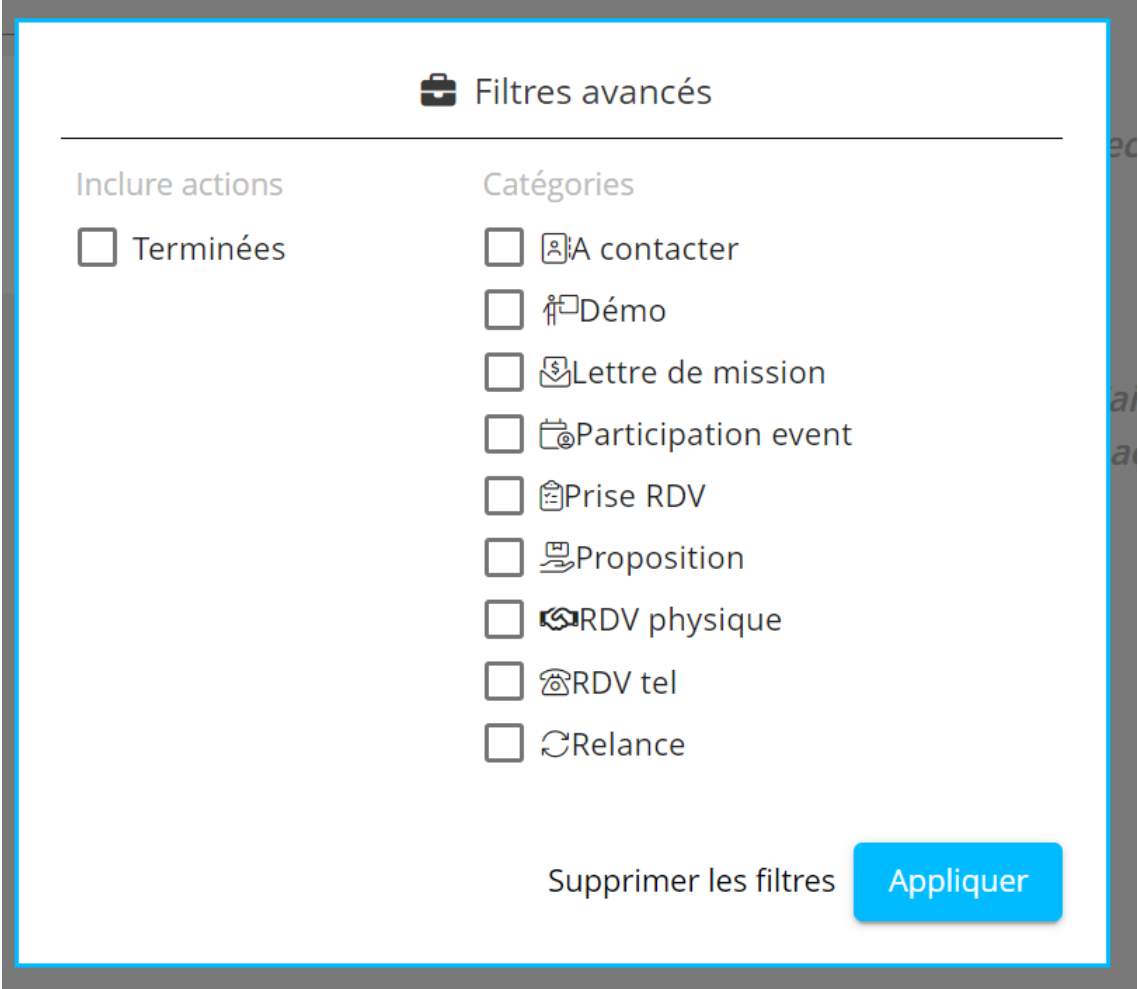 Filtres avancés
Inclure actions
Terminées
Catégories
A contacter
Démo
Lettre de mission
Participation event
Prise RDV
Proposition
RDV physique
RDV tel
Relance
Supprimer les filtres
Appliquer